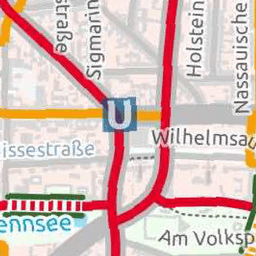 straße
Sigmarin
Holstein
Nassauische
U
Wilhelmsau
issestraße
ennsee
Am Volksp